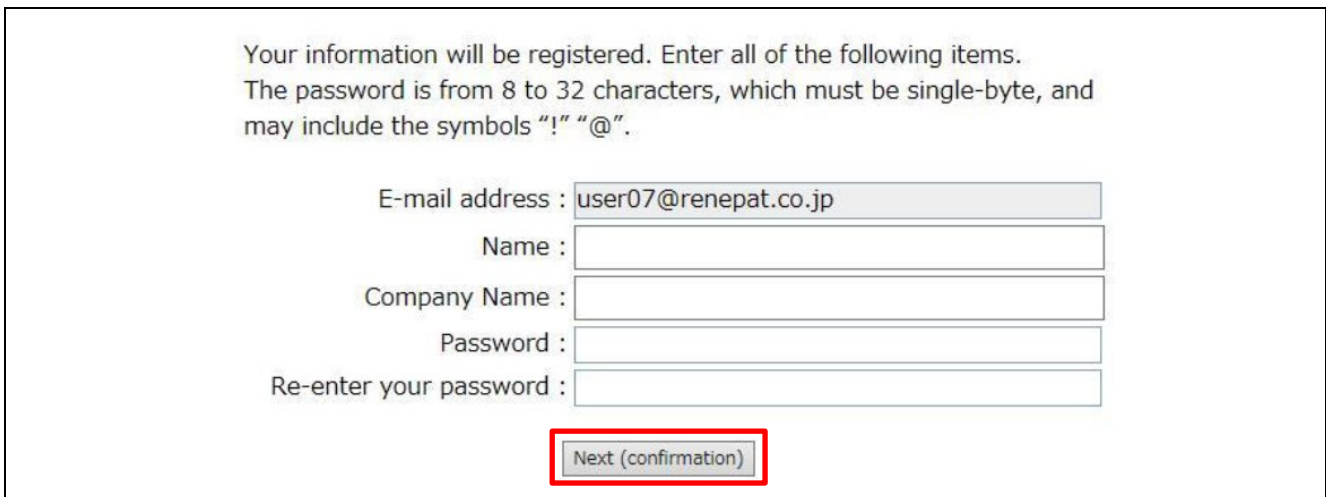 Your information will be registered. Enter all of the following items.
The password is from 8 to 32 characters, which must be single-byte, and
may include the symbols “!” “@”.
E-mail address : user07@renepat.co.jp
Name :
Company Name :
Password :
Re-enter your password :
Next (confirmation)